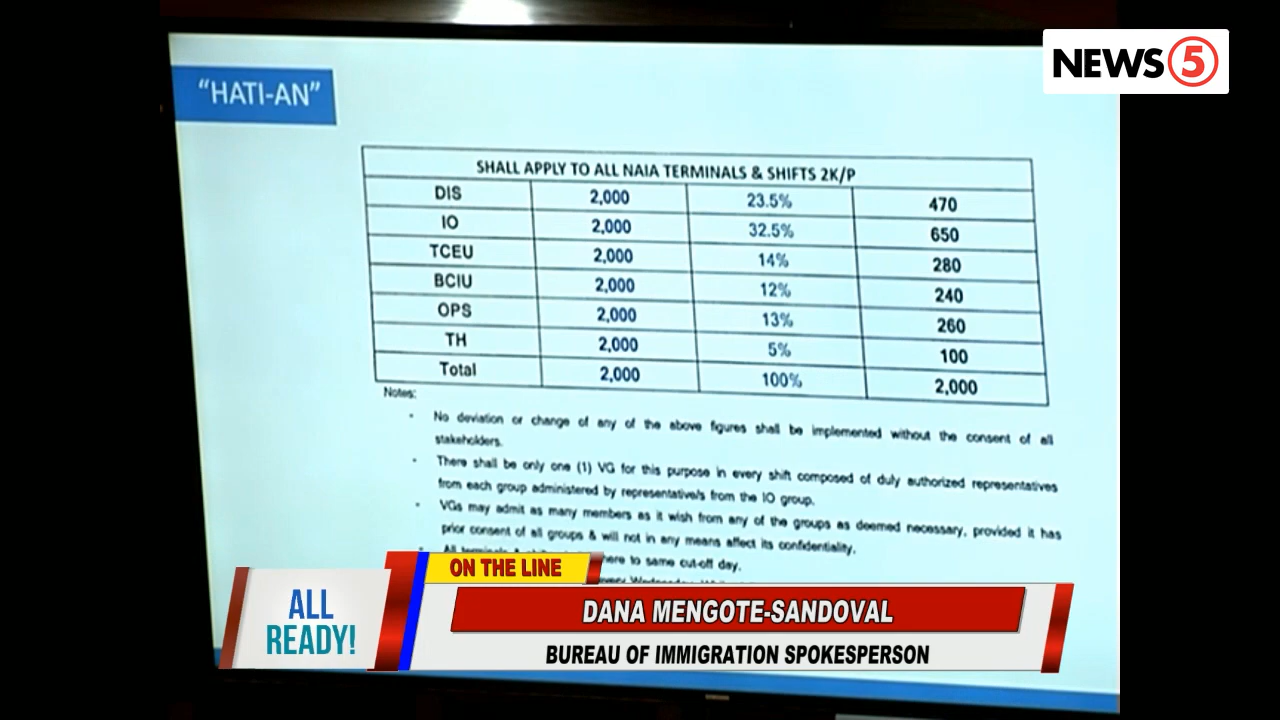 NEWS 5
“HATI-AN”
SHALL APPLY TO ALL NAIA TERMINALS & SHIFTS 2K/P
DIS 2,000 23.5% 470
IO 2,000 32.5% 650
TCEU 2,000 14% 280
BCIU 2,000 12% 240
OPS 2,000 13% 260
TH 2,000 5% 100
Total 2,000 100% 2,000
Notes:
No deviation or change of any of the above figures shall be implemented without the consent of all
stakeholders.
There shall be only one (1) VG for this purpose in every shift composed of duly authorized representatives
from each group administered by representative/s from the IO group.
VGs may admit as many members as it wish from any of the groups as deemed necessary, provided it has
prior consent of all groups & will not in any means affect its confidentiality.
All terminals & to same cut-off day.
every Wednesday
ON THE LINE
ALL
READY!
DANA MENGOTE-SANDOVAL
BUREAU OF IMMIGRATION SPOKESPERSON